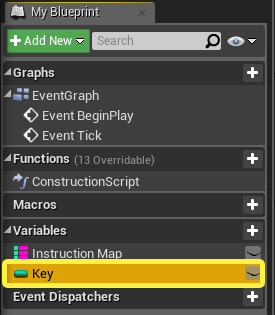 My Blueprint
Add New Search
Graphs
EventGraph
Event BeginPlay
Event Tick
Functions (13 Overridable)
ConstructionScript
Macros
Variables
Instruction Map
Key
Event Dispatchers